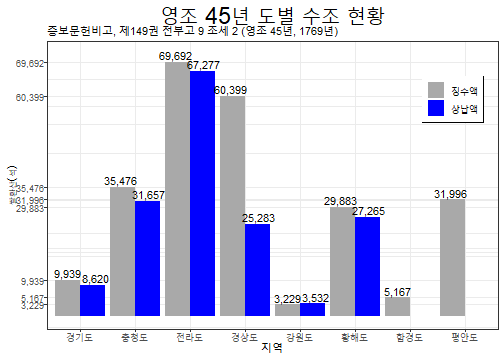 영조 45년 도별 수조 현황
증보문헌비고, 제149권 전부고 9 조세 2 (영조 45년, 1769년)
69,692
60,399
35,476
31,996
29,883
9,939
5,167
3,229
9,939
8,620
35,476
31,657
69,692
67,277
60,399
25,283
3,229
3,532
29,883
27,265
5,167
31,996
징수액
상납액
경기도
충청도
전라도
경상도
강원도
황해도
함경도
평안도
지역